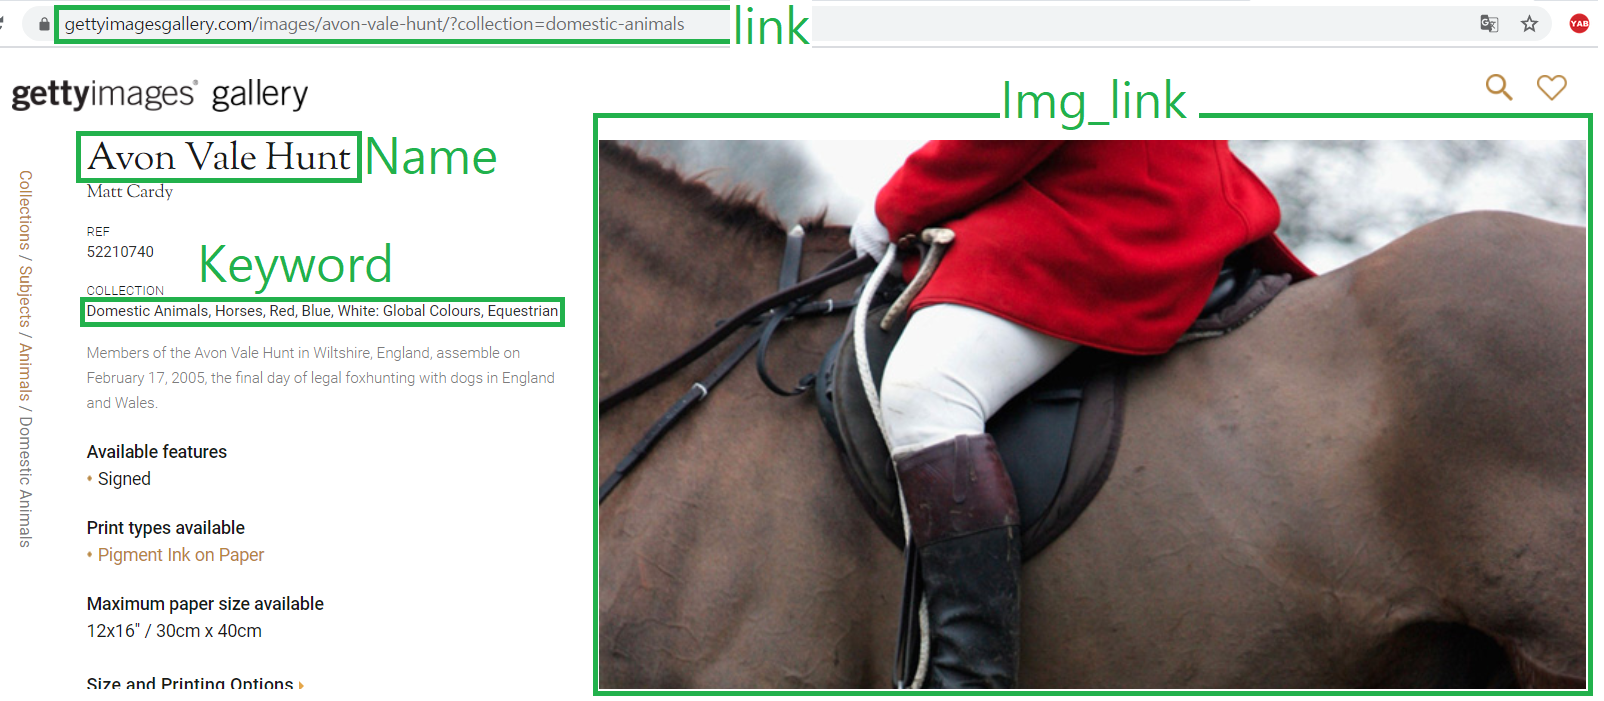 gettyimagesgallery.com/images/avon-vale-hunt/?collection=domestic-animals
link
YAB
gettyimages® gallery
Img_link
Avon Vale Hunt
Name
Matt Cardy
Collections / Subjects / Animals / Domestic Animals
REF
52210740
Keyword
COLLECTION
Domestic Animals, Horses, Red, Blue, White: Global Colours, Equestrian
Members of the Avon Vale Hunt in Wiltshire, England, assemble on
February 17, 2005, the final day of legal foxhunting with dogs in England
and Wales.
Available features
• Signed
Print types available
• Pigment Ink on Paper
Maximum paper size available
12x16" / 30cm x 40cm
Size and Printing Options